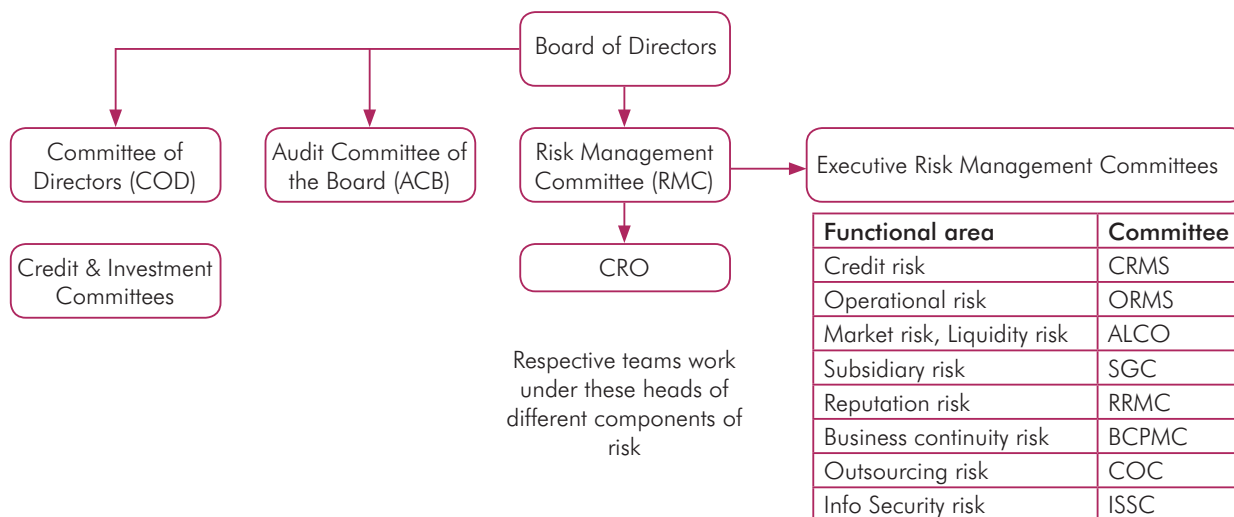 Board of Directors
Committee of
Directors (COD)
Audit Committee of
the Board (ACB)
Risk Management
Committee (RMC)
Executive Risk Management Committees
Credit & Investment
Committees
CRO
Respective teams work
under these heads of
different components of
risk
Functional area Committee
Credit risk CRMS
Operational risk ORMS
Market risk, Liquidity risk ALCO
Subsidiary risk SGC
Reputation risk RRMC
Business continuity risk BCPMC
Outsourcing risk COC
Info Security risk ISSC